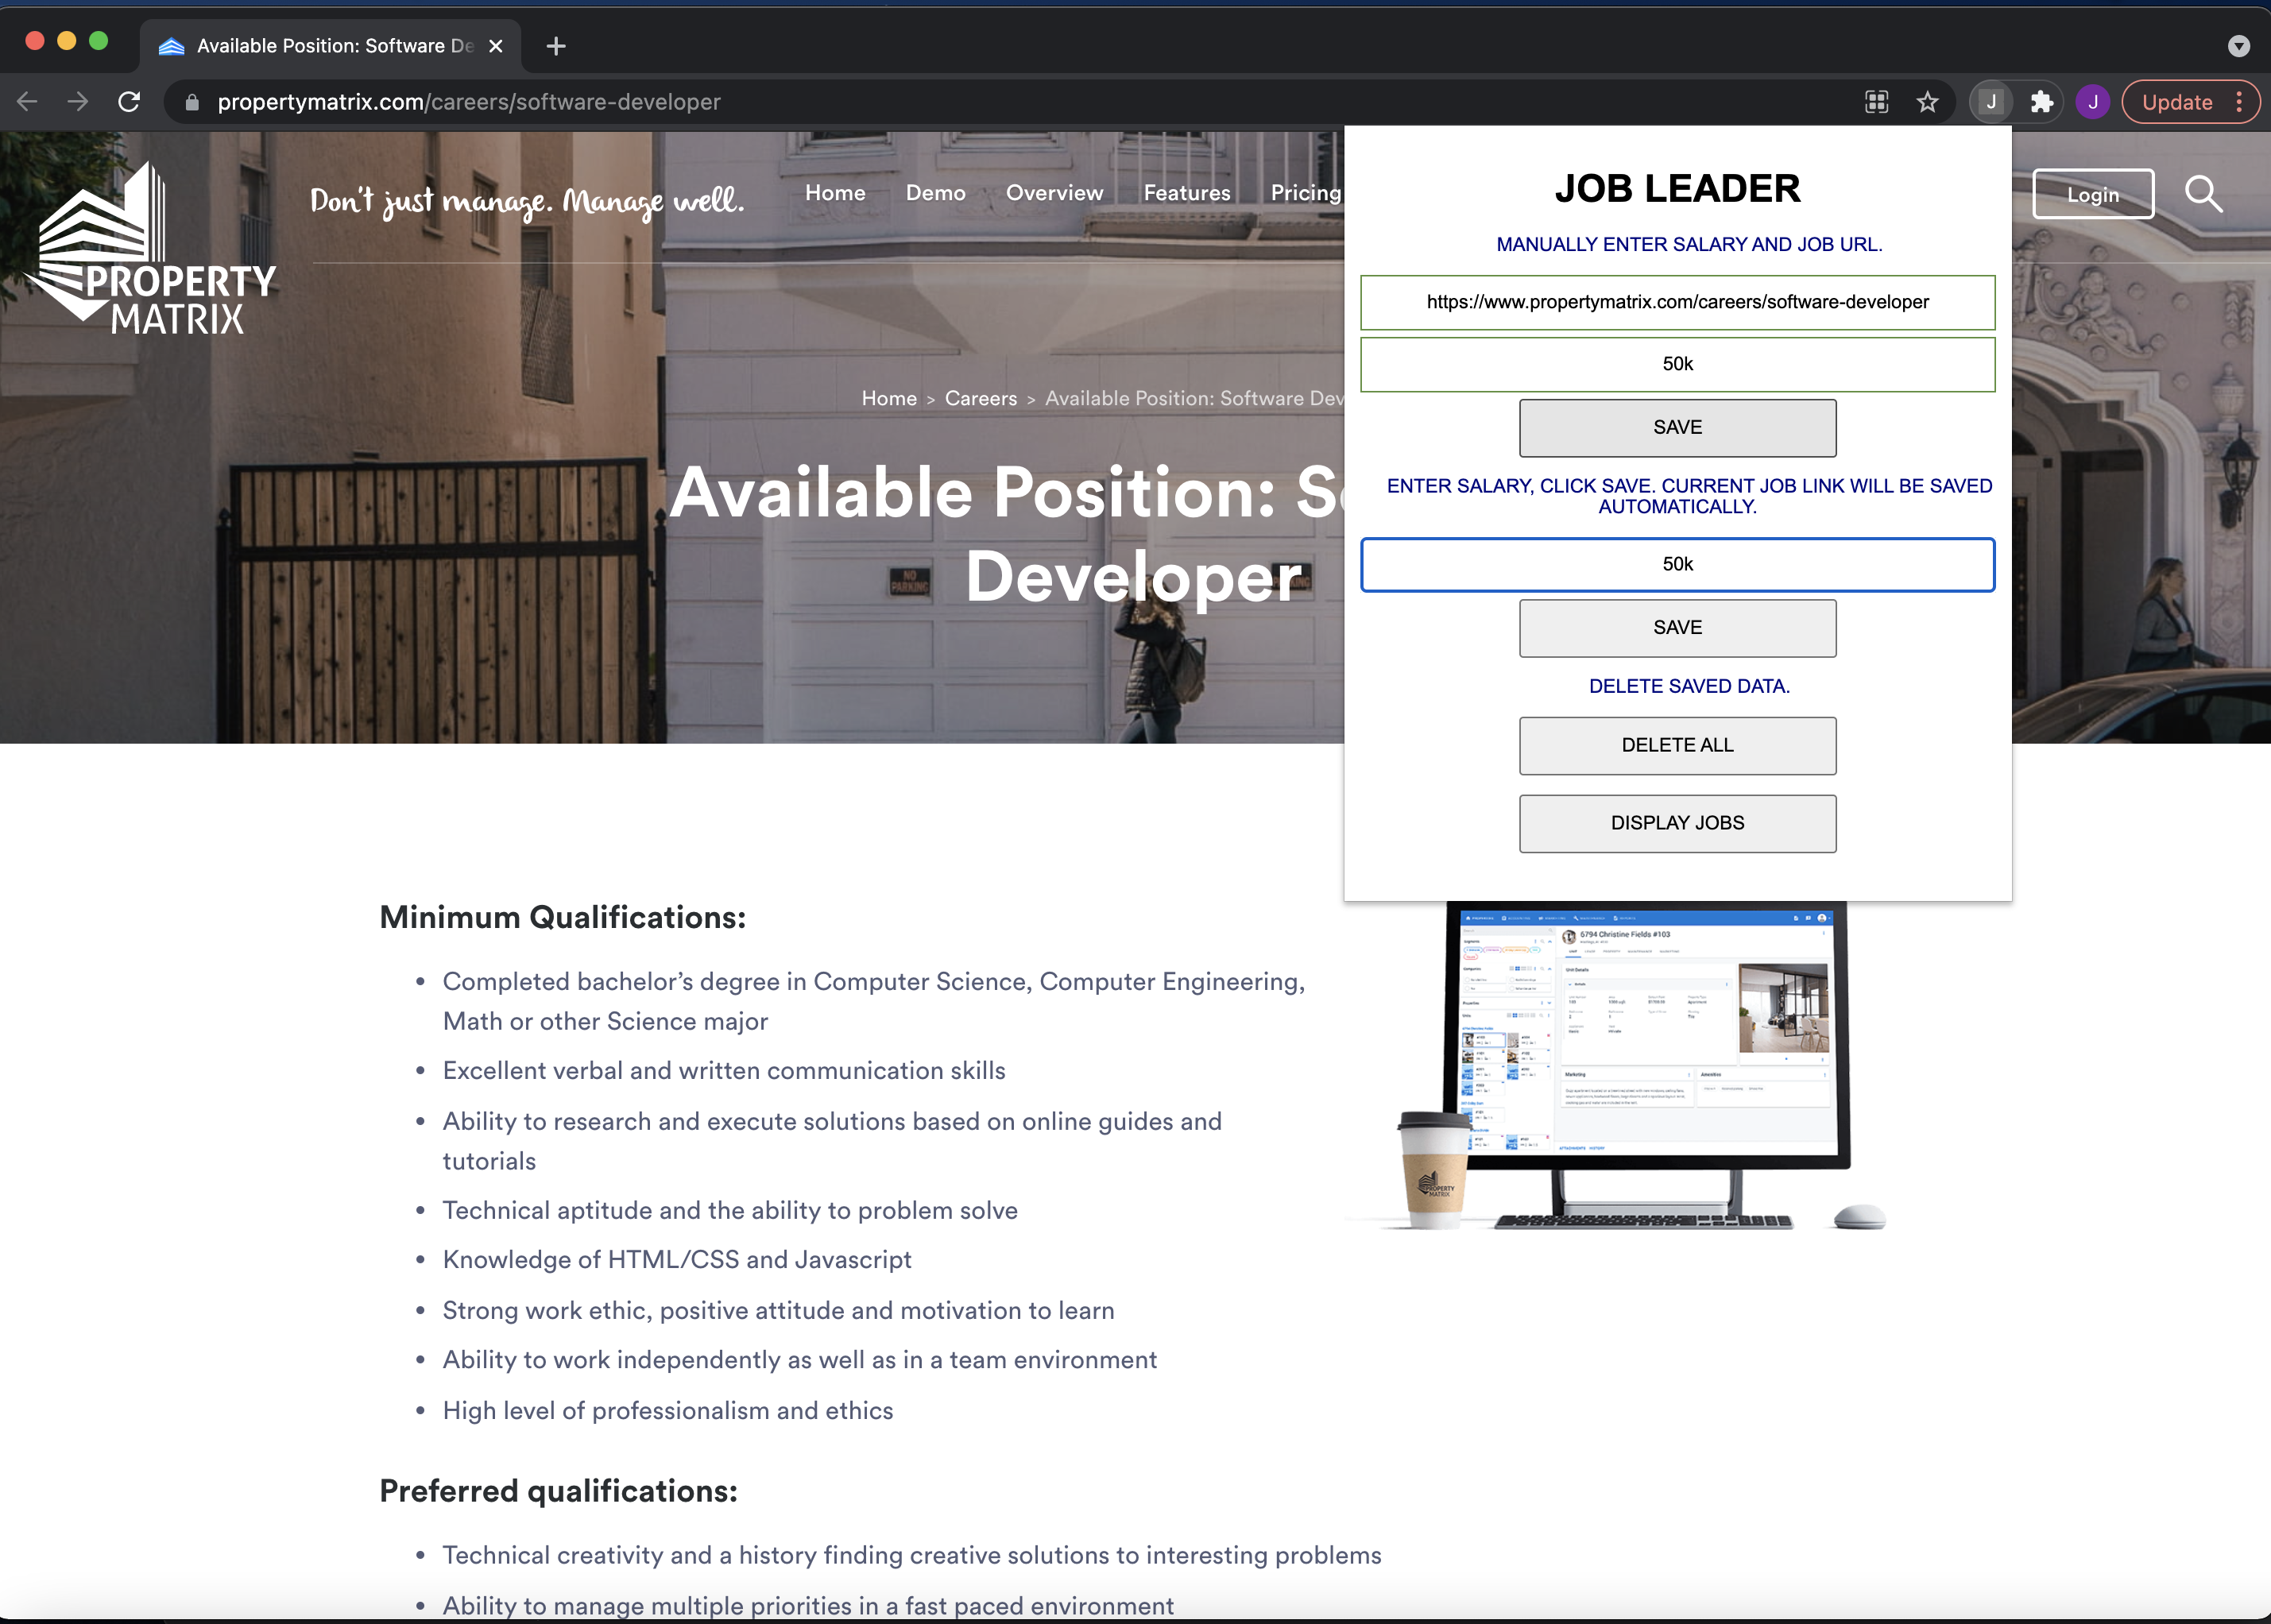 Available Position: Software De
propertymatrix.com/careers/software-developer
J
J
Update
PROPERTY
MATRIX
Don't just manage. Manage well.
Home
Demo
Overview
Features
Pricing
Login
Home > Careers > Available Position: Software Dev
Available Position: So
Developer
NO
PARKING
JOB LEADER
MANUALLY ENTER SALARY AND JOB URL.
https://www.propertymatrix.com/careers/software-developer
50k
SAVE
ENTER SALARY, CLICK SAVE. CURRENT JOB LINK WILL BE SAVED
AUTOMATICALLY.
50k
SAVE
DELETE SAVED DATA.
DELETE ALL
DISPLAY JOBS
Minimum Qualifications:
• Completed bachelor’s degree in Computer Science, Computer Engineering,
Math or other Science major
• Excellent verbal and written communication skills
• Ability to research and execute solutions based on online guides and
tutorials
• Technical aptitude and the ability to problem solve
• Knowledge of HTML/CSS and Javascript
• Strong work ethic, positive attitude and motivation to learn
• Ability to work independently as well as in a team environment
• High level of professionalism and ethics
5794 Christine Fields #103
Unit Details
Marketing
Amenities
PROPERTY
MATRIX
Preferred qualifications:
• Technical creativity and a history finding creative solutions to interesting problems
• Ability to manage multiple priorities in a fast paced environment